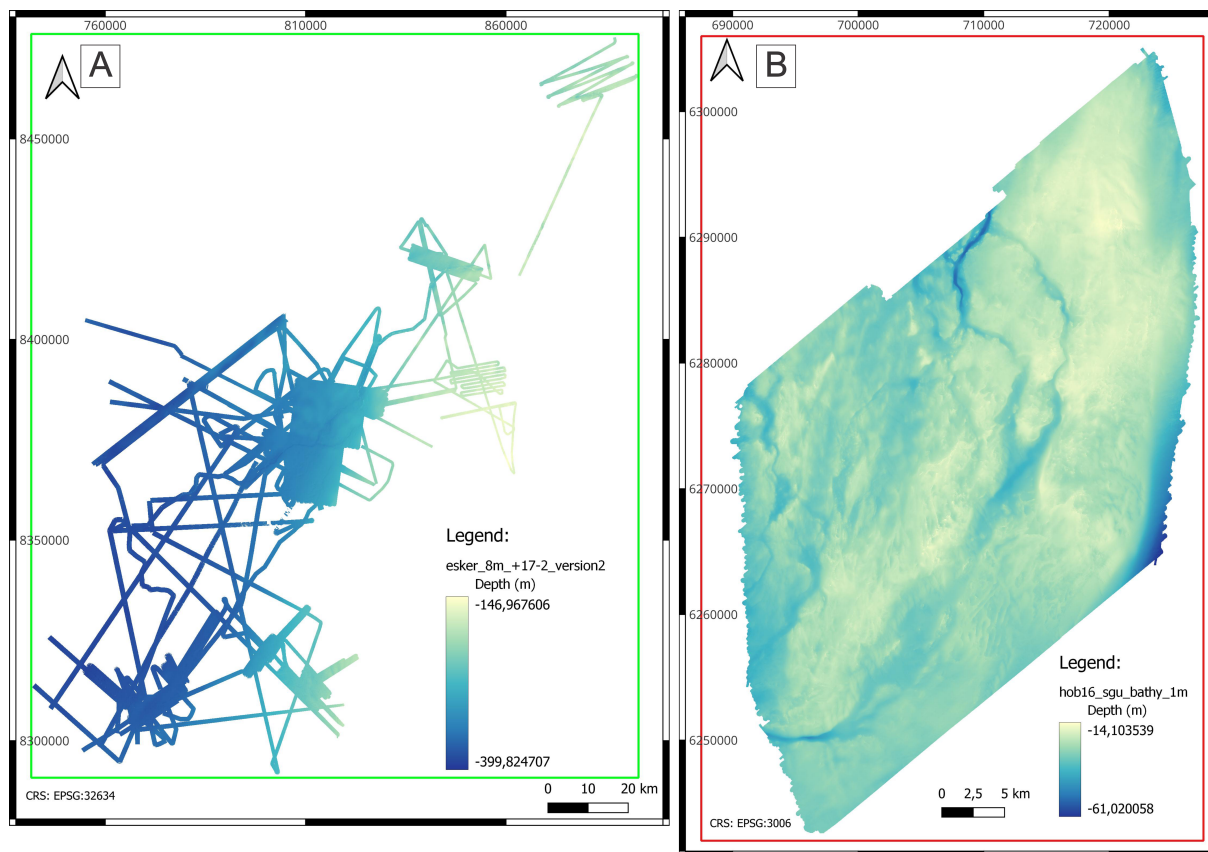 760000
810000
860000
A
8450000
8400000
8350000
8300000
Legend:
esker_8m_+17-2_version2
Depth (m)
-146,967606
-399,824707
CRS: EPSG:32634
0 10 20 km
690000
700000
710000
720000
B
6300000
6290000
6280000
6270000
6260000
6250000
Legend:
hob16_sgu_bathy_1m
Depth (m)
-14,103539
-61,020058
0 2,5 5 km
CRS: EPSG:3006